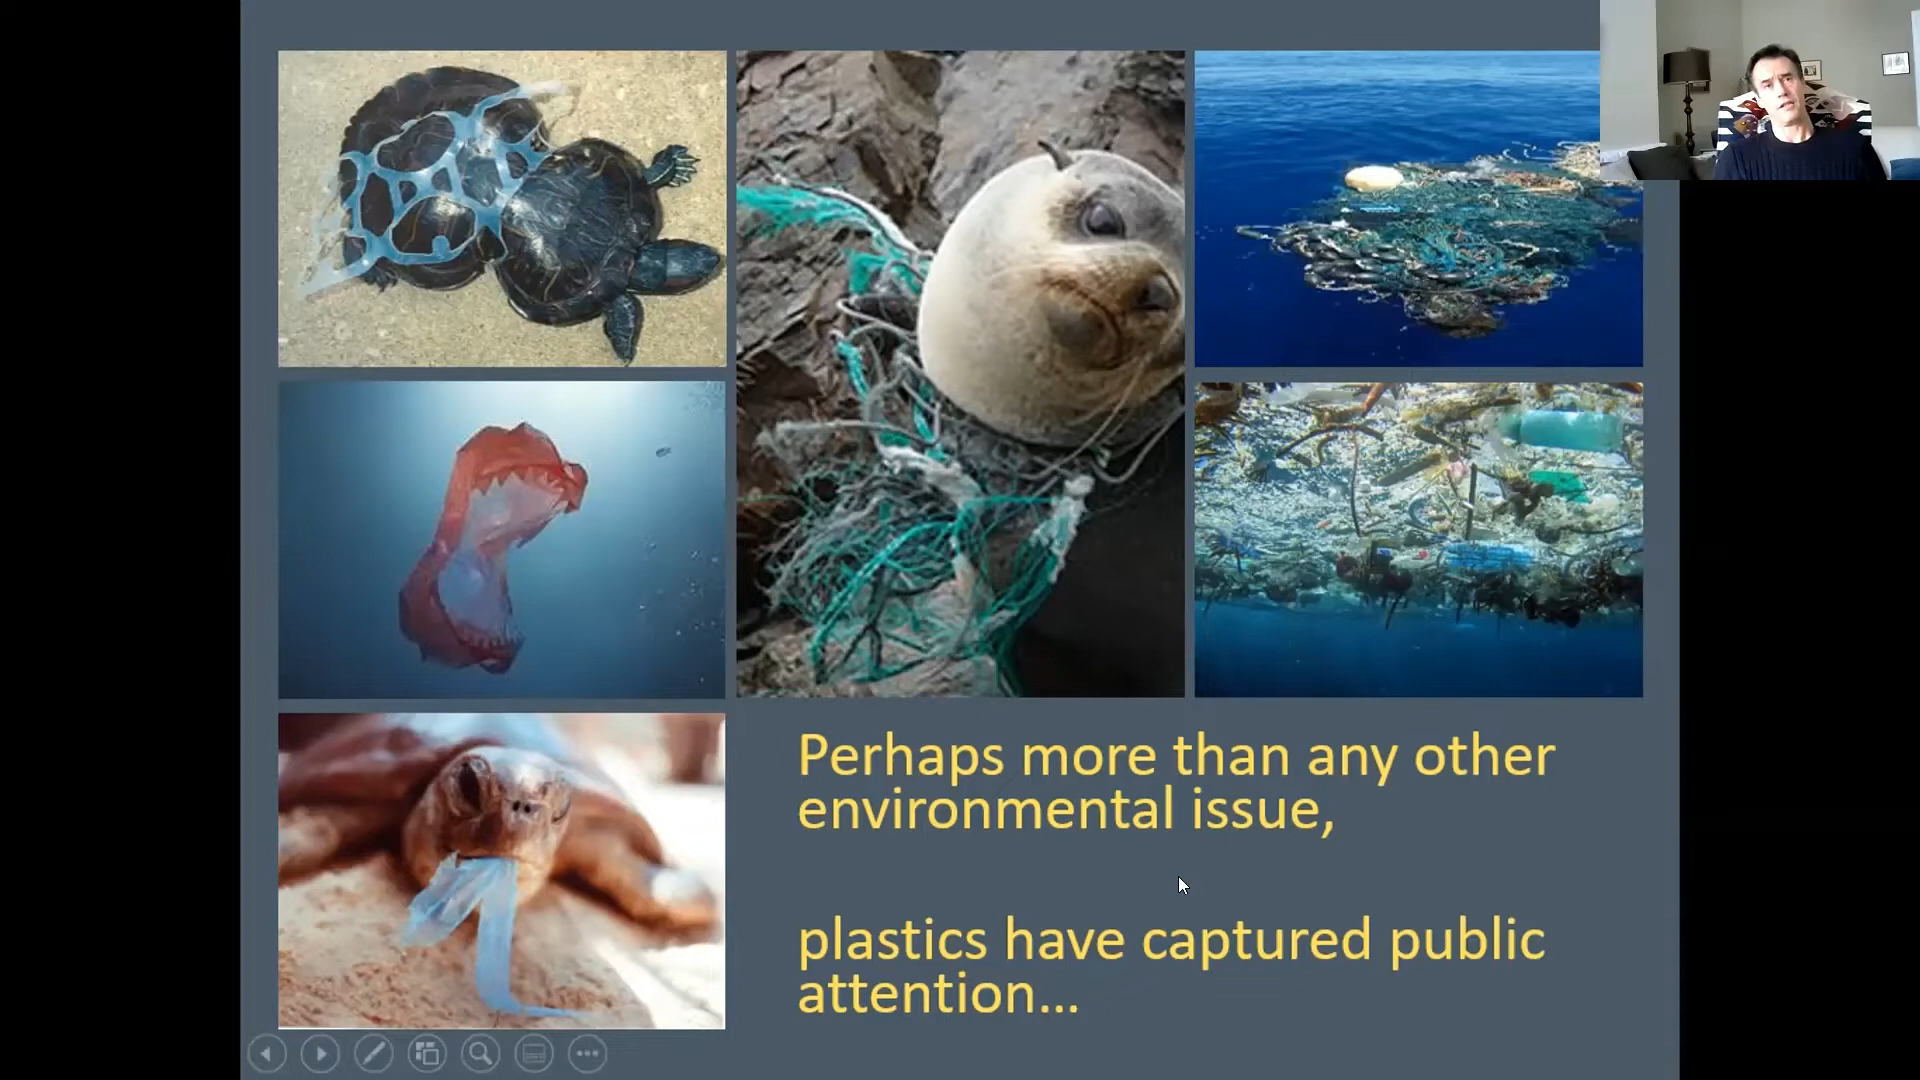 Perhaps more than any other
environmental issue,
plastics have captured public
attention...